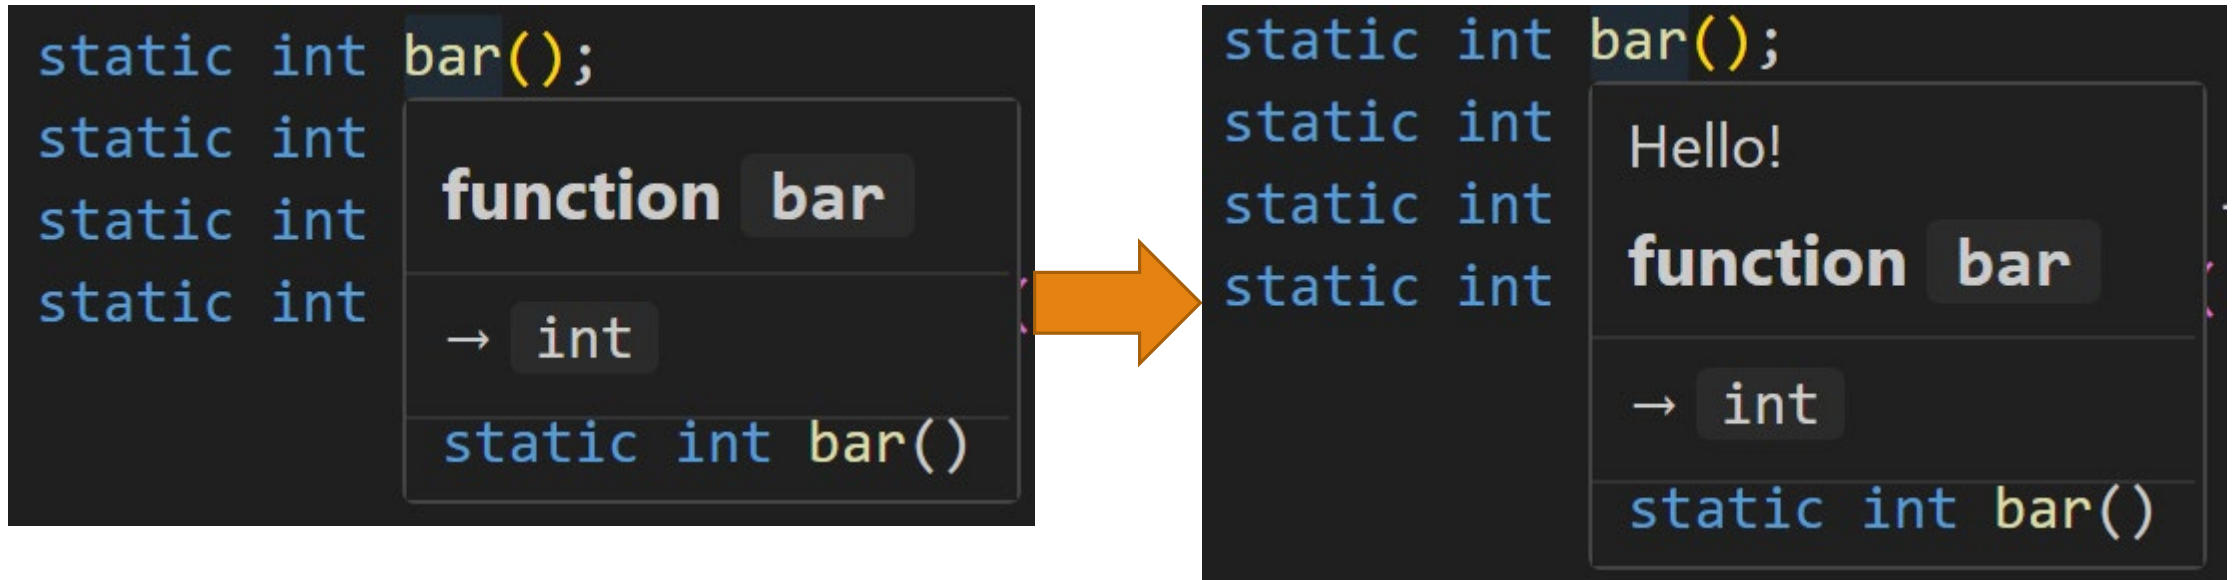 static int bar();
static int
static int
static int
function bar
→ int
static int bar()
static int bar();
static int
static int
static int
Hello!
function bar
→ int
static int bar()